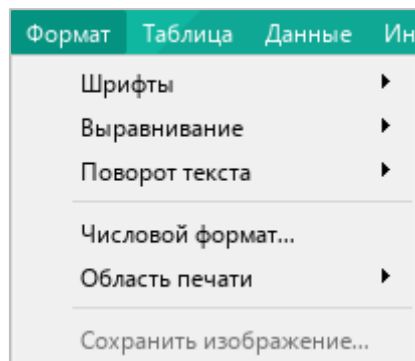 Формат Таблица Данные Ин
Шрифты
Выравнивание
Поворот текста
Числовой формат...
Область печати
Сохранить изображение...